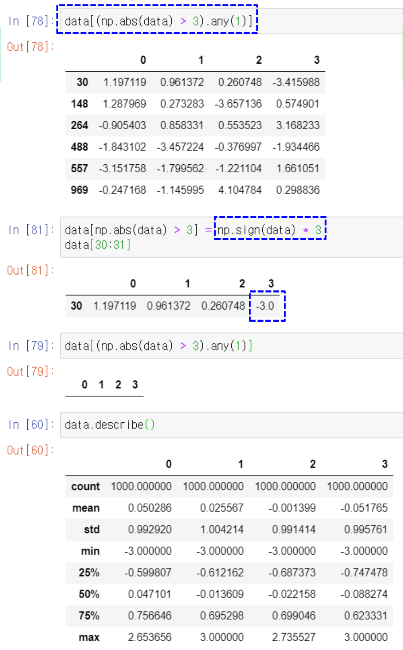 In [78]: data[(np.abs(data) > 3).any(1)]
Out[78]:
0 1 2 3
30 1.197119 0.961372 0.260748 -3.415988
148 1.287969 0.273283 -3.657136 0.574901
264 -0.905403 0.858331 0.553523 3.168233
488 -1.843102 -3.457224 -0.376997 -1.934466
557 -3.151758 -1.799562 -1.221104 1.661051
969 -0.247168 -1.145995 4.104784 0.298836
In [81]: data[np.abs(data) > 3] = np.sign(data) * 3
data[30:31]
Out[81]:
0 1 2 3
30 1.197119 0.961372 0.260748 -3.0
In [79]: data[(np.abs(data) > 3).any(1)]
Out[79]:
0 1 2 3
In [60]: data.describe()
Out[60]:
0 1 2 3
count 1000.000000 1000.000000 1000.000000 1000.000000
mean 0.050286 0.025567 -0.001399 -0.051765
std 0.992920 1.004214 0.991414 0.995761
min -3.000000 -3.000000 -3.000000 -3.000000
25% -0.599807 -0.612162 -0.687373 -0.747478
50% 0.047101 -0.013609 -0.022158 -0.088274
75% 0.756646 0.695298 0.699046 0.623331
max 2.653656 3.000000 2.735527 3.000000